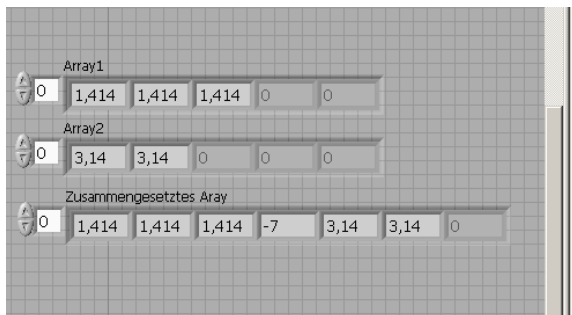 Array1
0 1,414 1,414 1,414 0 0
Array2
0 3,14 3,14 0 0 0
Zusammengesetztes Aray
0 1,414 1,414 1,414 -7 3,14 3,14 0